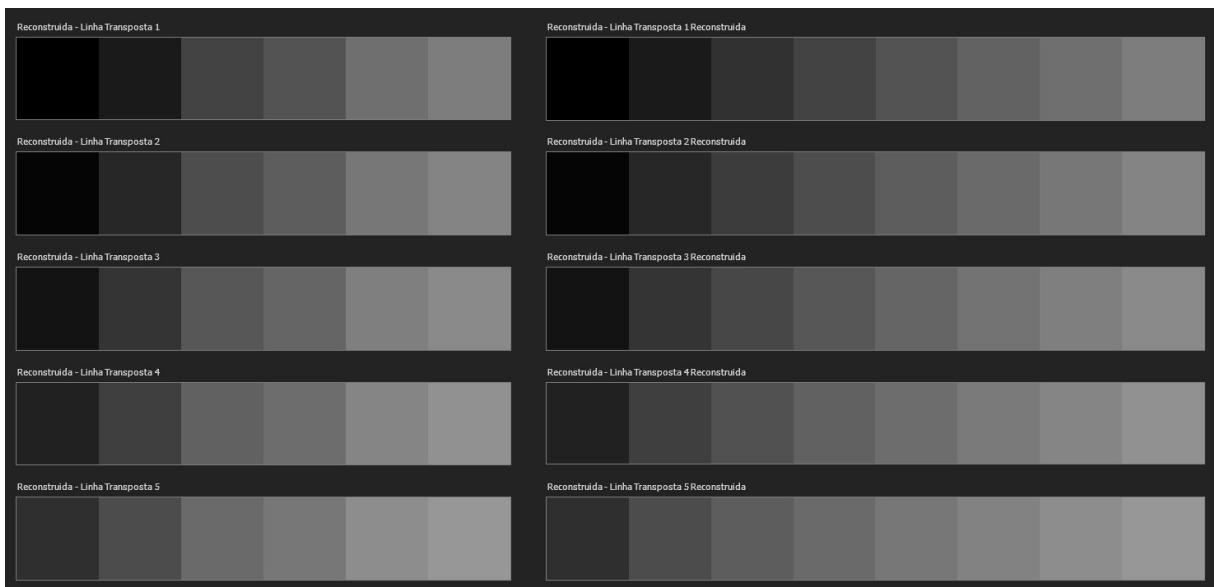 Reconstruida - Linha Transposta 1
Reconstruida - Linha Transposta 1 Reconstruida
Reconstruida - Linha Transposta 2
Reconstruida - Linha Transposta 2 Reconstruida
Reconstruida - Linha Transposta 3
Reconstruida - Linha Transposta 3 Reconstruida
Reconstruida - Linha Transposta 4
Reconstruida - Linha Transposta 4 Reconstruida
Reconstruida - Linha Transposta 5
Reconstruida - Linha Transposta 5 Reconstruida